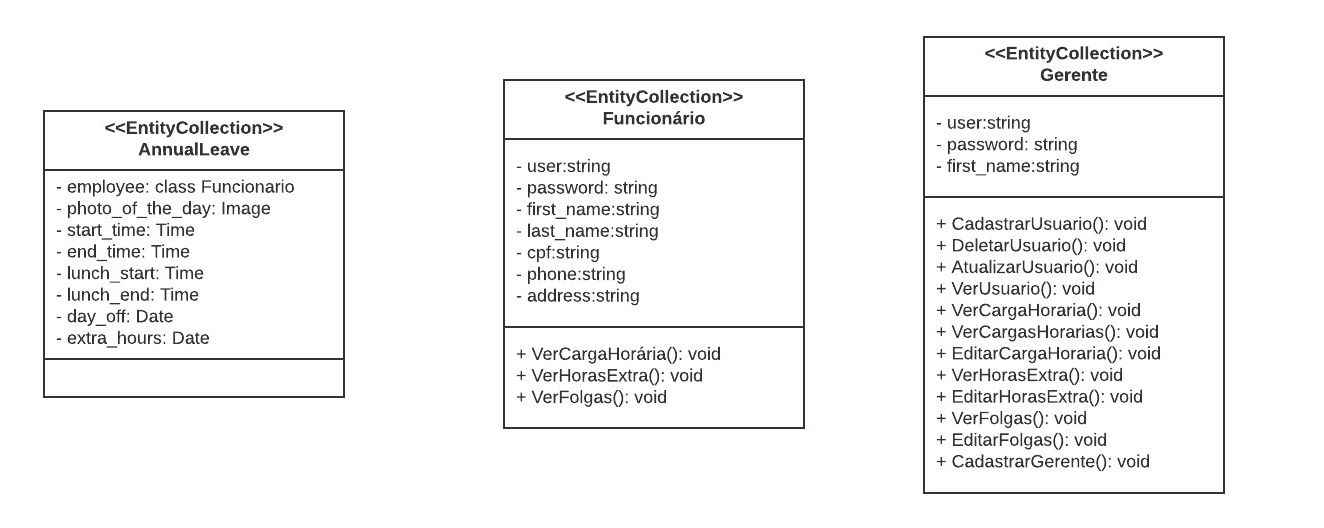 <<EntityCollection>>
AnnualLeave
- employee: class Funcionario
- photo_of_the_day: Image
- start_time: Time
- end_time: Time
- lunch_start: Time
- lunch_end: Time
- day_off: Date
- extra_hours: Date
<<EntityCollection>>
Funcionário
- user:string
- password: string
- first_name:string
- last_name:string
- cpf:string
- phone:string
- address:string
+ VerCargaHorária(): void
+ VerHorasExtra(): void
+ VerFolgas(): void
<<EntityCollection>>
Gerente
- user:string
- password: string
- first_name:string
+ CadastrarUsuario(): void
+ DeletarUsuario(): void
+ AtualizarUsuario(): void
+ VerUsuario(): void
+ VerCargaHoraria(): void
+ VerCargasHorarias(): void
+ EditarCargaHoraria(): void
+ VerHorasExtra(): void
+ EditarHorasExtra(): void
+ VerFolgas(): void
+ EditarFolgas(): void
+ CadastrarGerente(): void